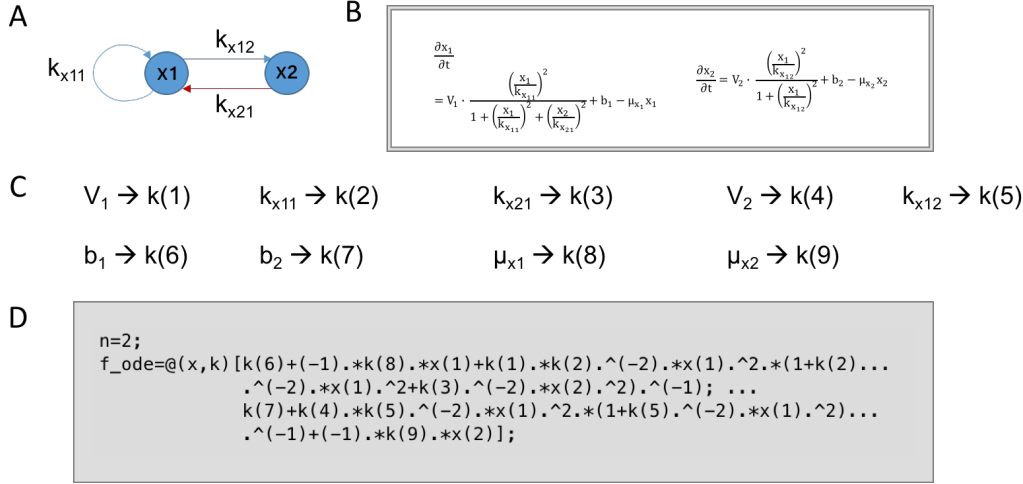 A
k_x11
x1
k_x12
x2
k_x21
B
∂x₁/∂t
= V₁ · (x₁/k_x₁₁)² / (1 + (x₁/k_x₁₁)² + (x₂/k_x₂₁)²) + b₁ − μ_x₁ x₁
∂x₂/∂t = V₂ · (x₁/k_x₁₂)² / (1 + (x₁/k_x₁₂)²) + b₂ − μ_x₂ x₂
C
V₁ → k(1) k_x11 → k(2) k_x21 → k(3) V₂ → k(4) k_x12 → k(5)
b₁ → k(6) b₂ → k(7) μ_x1 → k(8) μ_x2 → k(9)
D
n=2;
f_ode=@(x,k)[k(6)+(-1).*k(8).*x(1)+k(1).*k(2).^(-2).*x(1).^2.*(1+k(2)...
.^(-2).*x(1).^2+k(3).^(-2).*x(2).^2).^(-1); ...
k(7)+k(4).*k(5).^(-2).*x(1).^2.*(1+k(5).^(-2).*x(1).^2)...
.^(-1)+(-1).*k(9).*x(2)];